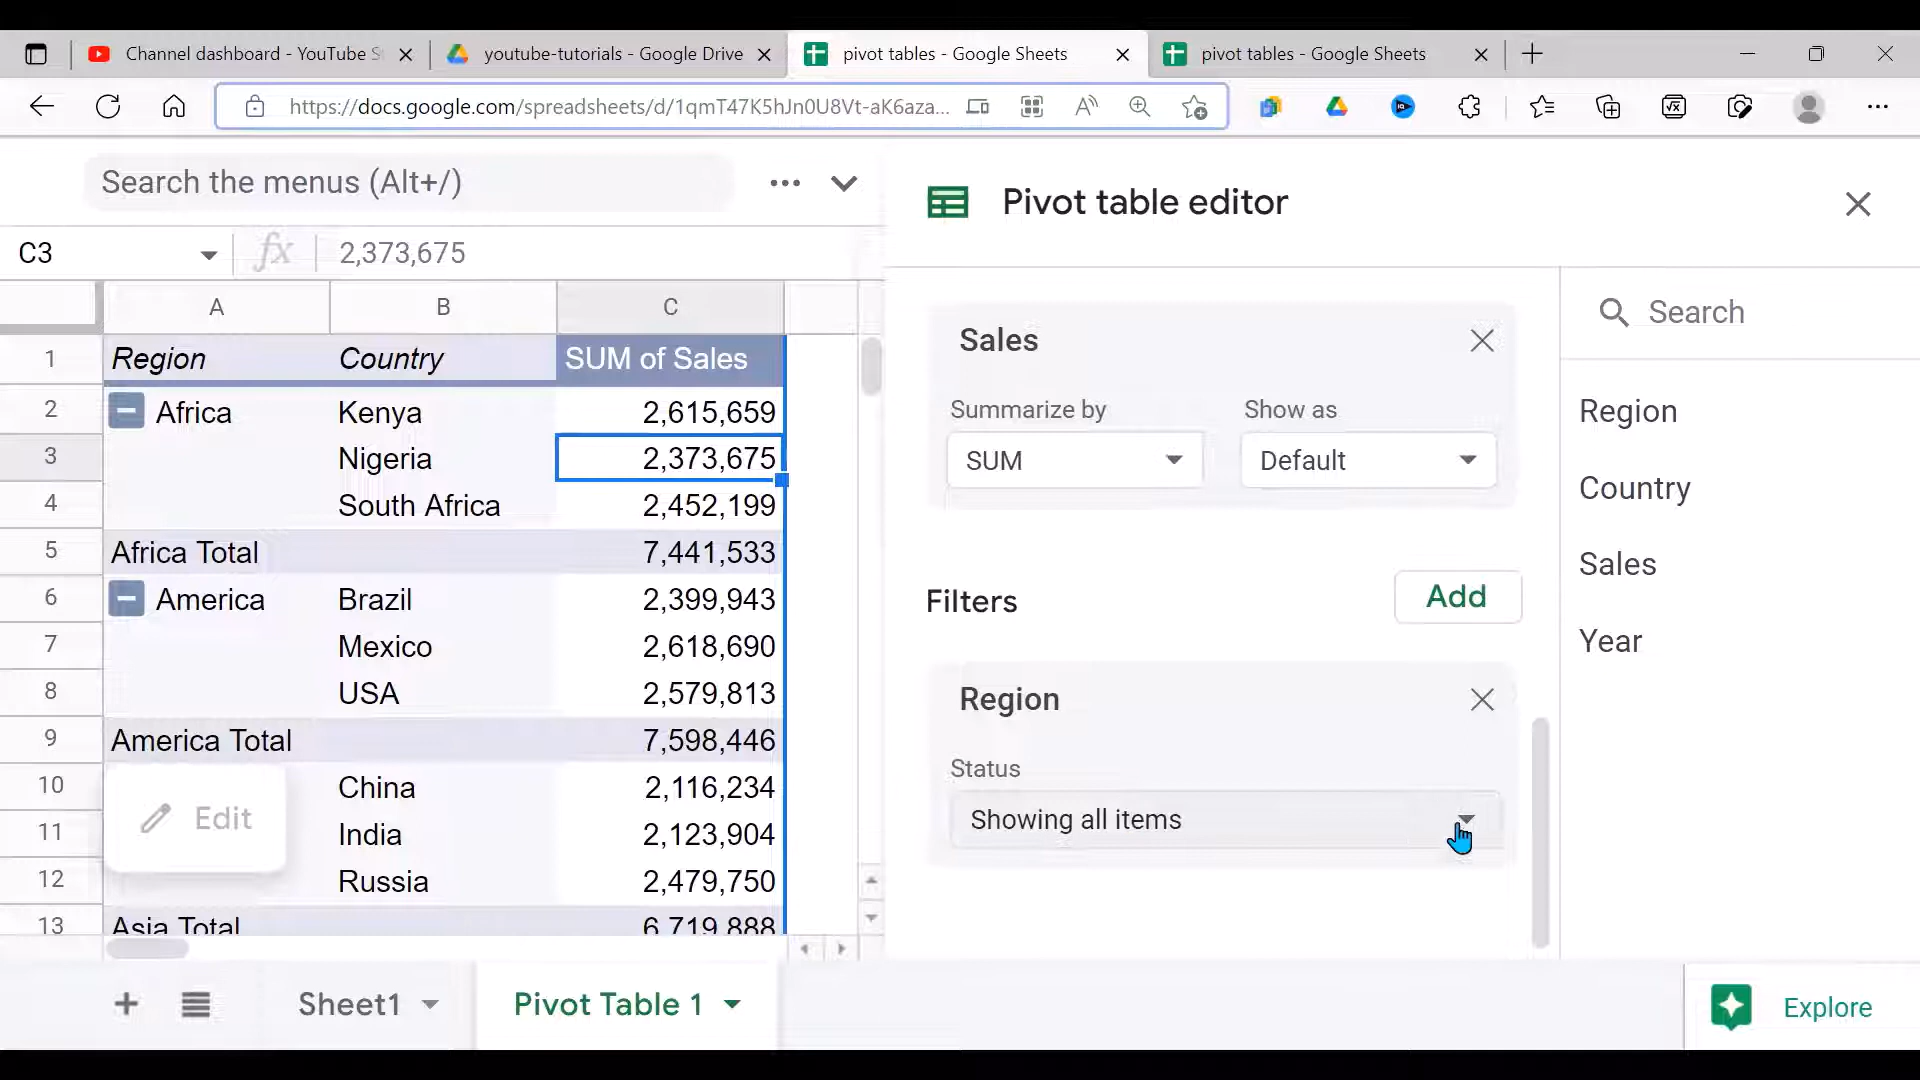 Channel dashboard - YouTube S
youtube-tutorials - Google Drive
pivot tables - Google Sheets
pivot tables - Google Sheets
https://docs.google.com/spreadsheets/d/1qmT47K5hJn0U8Vt-aK6aza...
Search the menus (Alt+/)
Pivot table editor
C3
fx
2,373,675
A B C
1 Region Country SUM of Sales
2 Africa Kenya 2,615,659
3 Nigeria 2,373,675
4 South Africa 2,452,199
5 Africa Total 7,441,533
6 America Brazil 2,399,943
7 Mexico 2,618,690
8 USA 2,579,813
9 America Total 7,598,446
10 China 2,116,234
11 India 2,123,904
12 Russia 2,479,750
13 Asia Total 6,719,888
Edit
Sales
Summarize by Show as
SUM Default
Filters Add
Region
Status
Showing all items
Search
Region
Country
Sales
Year
Sheet1
Pivot Table 1
Explore